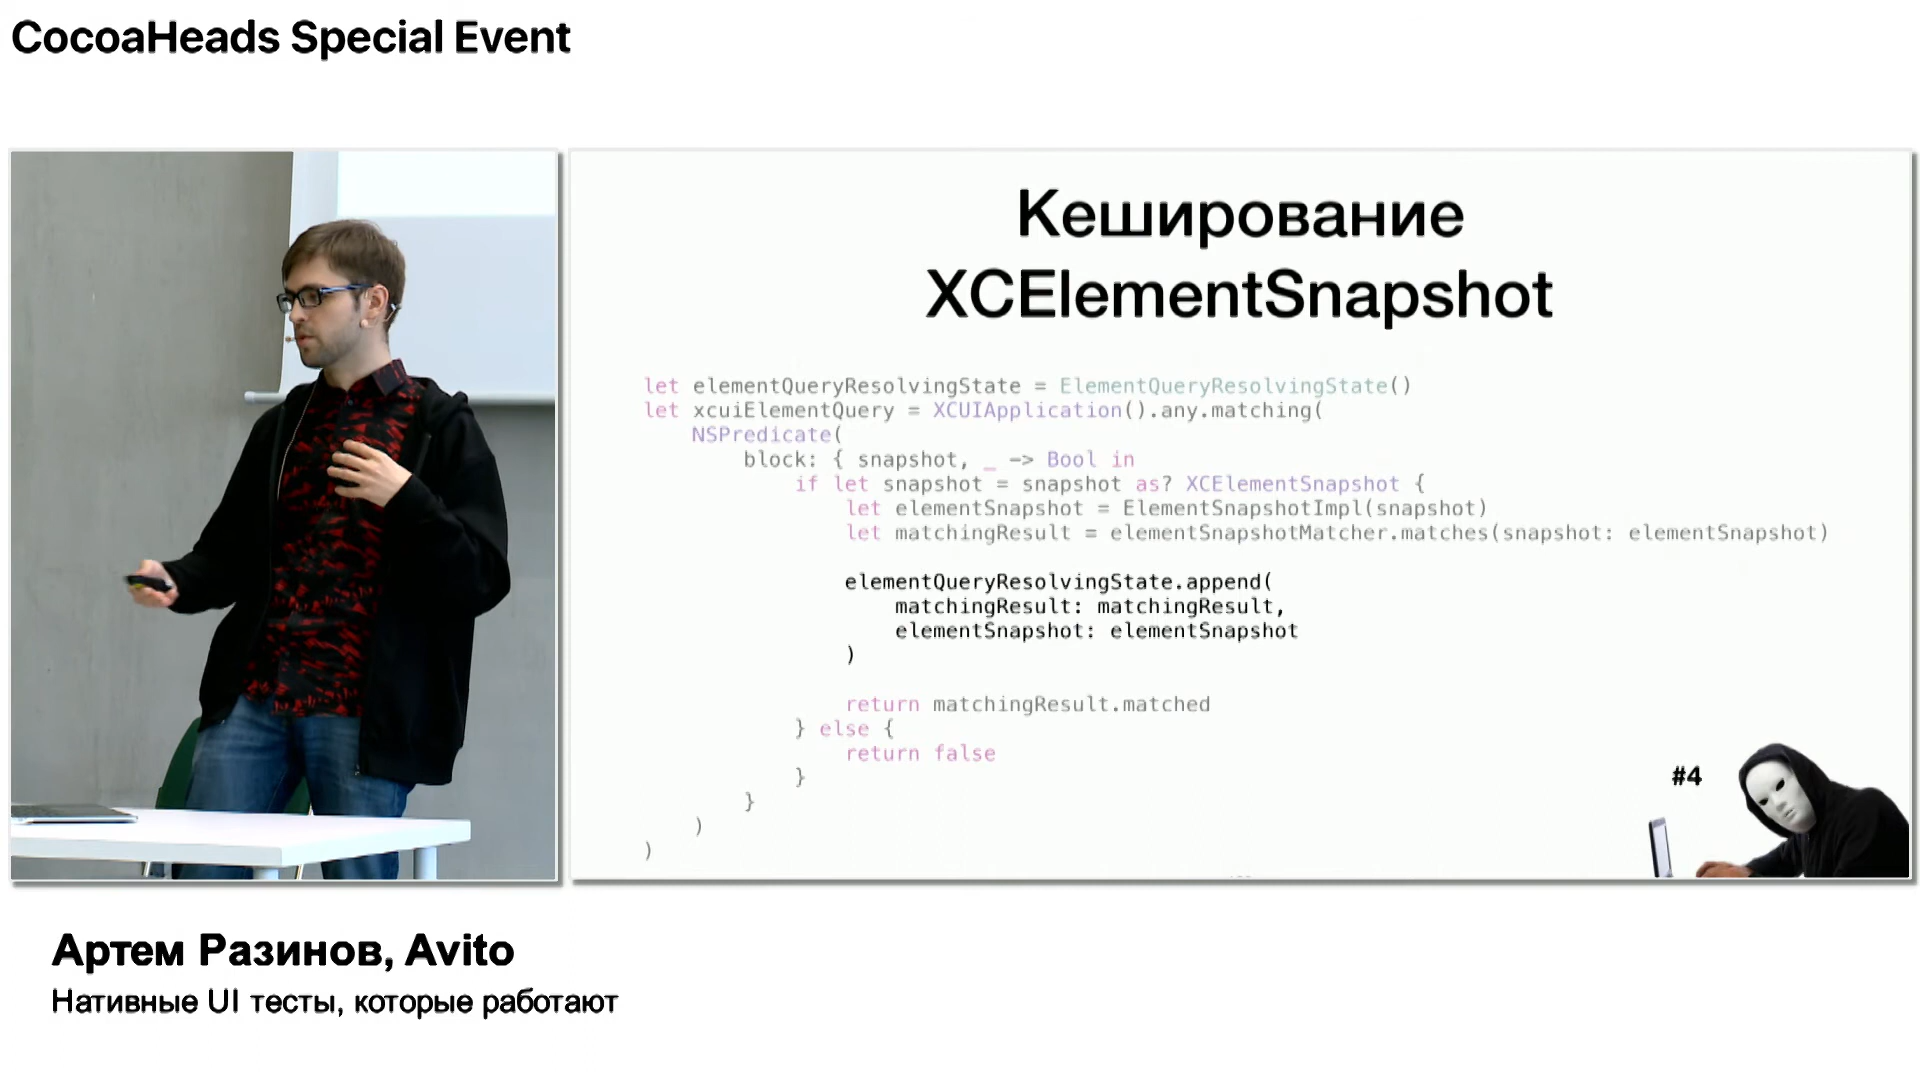 CocoaHeads Special Event
Кеширование
XCElementSnapshot
let elementQueryResolvingState = ElementQueryResolvingState()
let xcuiElementQuery = XCUIApplication().any.matching(
NSPredicate(
block: { snapshot, _ -> Bool in
if let snapshot = snapshot as? XCElementSnapshot {
let elementSnapshot = ElementSnapshotImpl(snapshot)
let matchingResult = elementSnapshotMatcher.matches(snapshot: elementSnapshot)
elementQueryResolvingState.append(
matchingResult: matchingResult,
elementSnapshot: elementSnapshot
)
return matchingResult.matched
} else {
return false
}
}
)
)
#4
Артем Разинов, Avito
Нативные UI тесты, которые работают